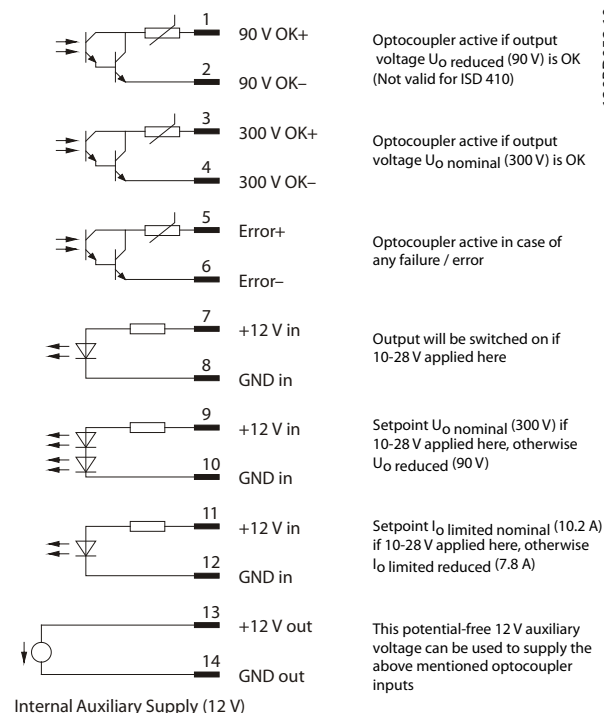 1
90 V OK+
2
90 V OK–
Optocoupler active if output
voltage Uo reduced (90 V) is OK
(Not valid for ISD 410)
3
300 V OK+
4
300 V OK–
Optocoupler active if output
voltage Uo nominal (300 V) is OK
5
Error+
6
Error–
Optocoupler active in case of
any failure / error
7
+12 V in
8
GND in
Output will be switched on if
10-28 V applied here
9
+12 V in
10
GND in
Setpoint Uo nominal (300 V) if
10-28 V applied here, otherwise
Uo reduced (90 V)
11
+12 V in
12
GND in
Setpoint Io limited nominal (10.2 A)
if 10-28 V applied here, otherwise
Io limited reduced (7.8 A)
13
+12 V out
14
GND out
This potential-free 12 V auxiliary
voltage can be used to supply the
above mentioned optocoupler
inputs
Internal Auxiliary Supply (12 V)